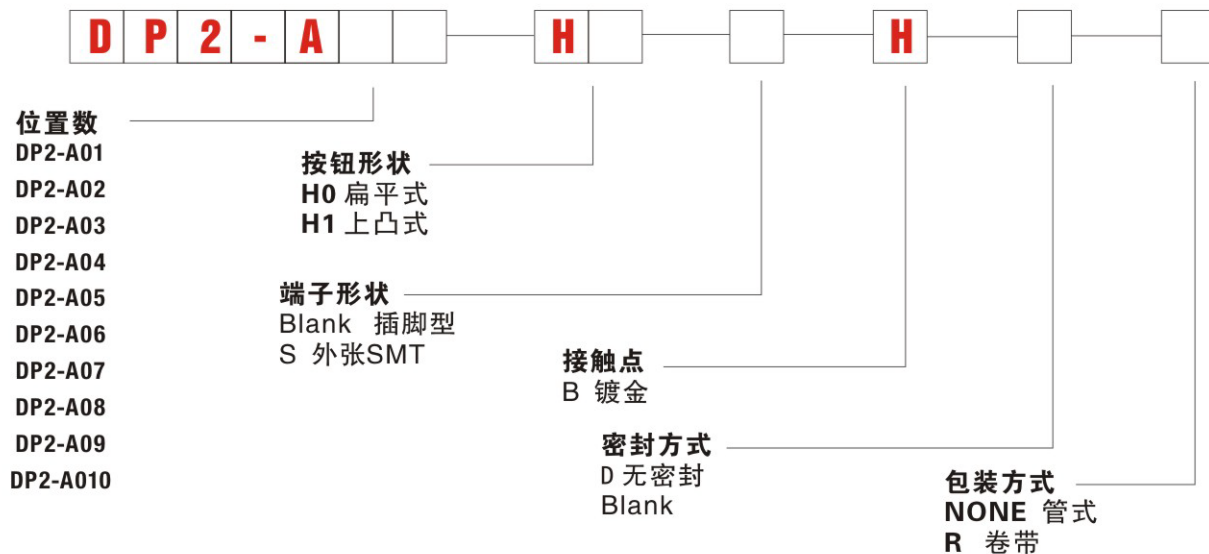 DP2-A H H
位置数
DP2-A01
DP2-A02
DP2-A03
DP2-A04
DP2-A05
DP2-A06
DP2-A07
DP2-A08
DP2-A09
DP2-A010
按钮形状
H0 扁平式
H1 上凸式
端子形状
Blank 插脚型
S 外张SMT
接触点
B 镀金
密封方式
D 无密封
Blank
包装方式
NONE 管式
R 卷带